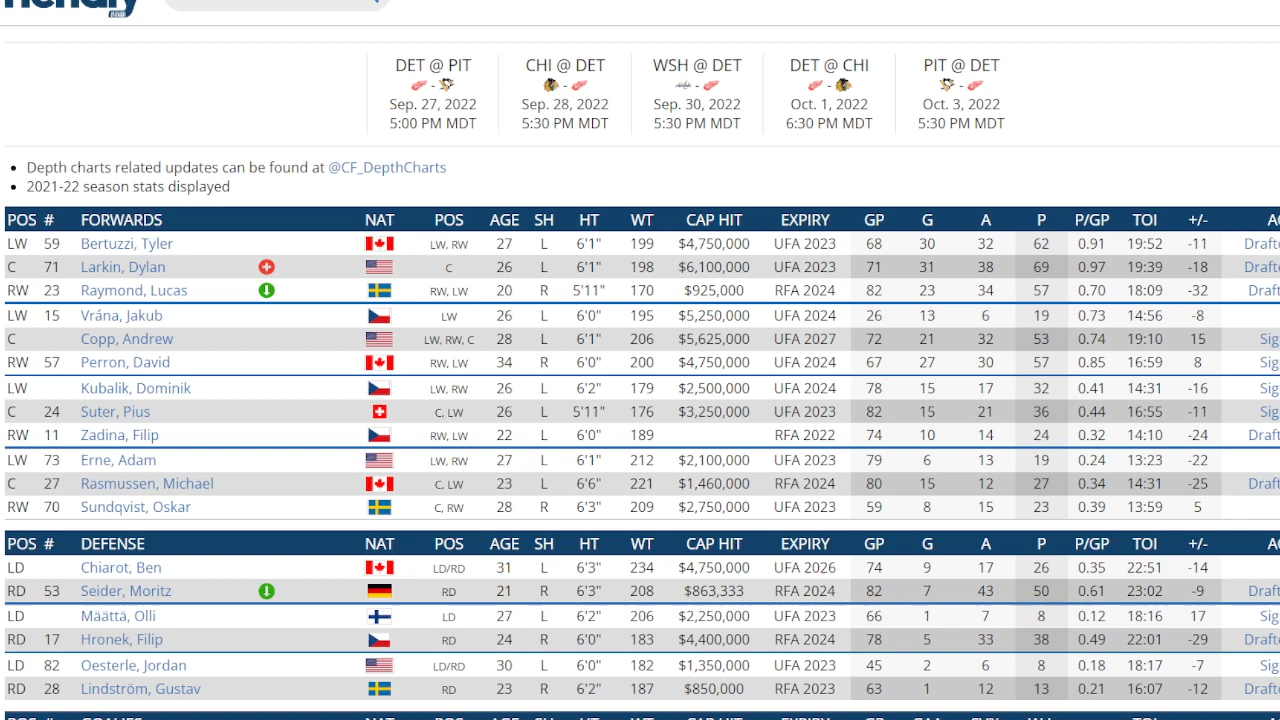 DET @ PIT CHI @ DET WSH @ DET DET @ CHI PIT @ DET
- - - - -
Sep. 27, 2022 Sep. 28, 2022 Sep. 30, 2022 Oct. 1, 2022 Oct. 3, 2022
5:00 PM MDT 5:30 PM MDT 5:30 PM MDT 6:30 PM MDT 5:30 PM MDT
• Depth charts related updates can be found at @CF_DepthCharts
• 2021-22 season stats displayed
POS # FORWARDS NAT POS AGE SH HT WT CAP HIT EXPIRY GP G A P P/GP TOI +/- AC
LW 59 Bertuzzi, Tyler LW, RW 27 L 6'1" 199 $4,750,000 UFA 2023 68 30 32 62 0.91 19:52 -11 Drafte
C 71 Larkin, Dylan C 26 L 6'1" 198 $6,100,000 UFA 2023 71 31 38 69 0.97 19:39 -18 Drafte
RW 23 Raymond, Lucas RW, LW 20 R 5'11" 170 $925,000 RFA 2024 82 23 34 57 0.70 18:09 -32 Draft
LW 15 Vrána, Jakub LW 26 L 6'0" 195 $5,250,000 UFA 2024 26 13 6 19 0.73 14:56 -8
C Copp, Andrew LW, RW, C 28 L 6'1" 206 $5,625,000 UFA 2027 72 21 32 53 0.74 19:10 15 Sig
RW 57 Perron, David RW, LW 34 R 6'0" 200 $4,750,000 UFA 2024 67 27 30 57 0.85 16:59 8 Sig
LW Kubalik, Dominik LW, RW 26 L 6'2" 179 $2,500,000 UFA 2024 78 15 17 32 0.41 14:31 -16 Sig
C 24 Suter, Pius C, LW 26 L 5'11" 176 $3,250,000 UFA 2023 82 15 21 36 0.44 16:55 -11 Sig
RW 11 Zadina, Filip RW, LW 22 L 6'0" 189 RFA 2022 74 10 14 24 0.32 14:10 -24 Draft
LW 73 Erne, Adam LW, RW 27 L 6'1" 212 $2,100,000 UFA 2023 79 6 13 19 0.24 13:23 -22
C 27 Rasmussen, Michael C, LW 23 L 6'6" 221 $1,460,000 RFA 2024 80 15 12 27 0.34 14:31 -25 Draft
RW 70 Sundqvist, Oskar C, RW 28 R 6'3" 209 $2,750,000 UFA 2023 59 8 15 23 0.39 13:59 5
POS # DEFENSE NAT POS AGE SH HT WT CAP HIT EXPIRY GP G A P P/GP TOI +/- AC
LD Chiarot, Ben LD/RD 31 L 6'3" 234 $4,750,000 UFA 2026 74 9 17 26 0.35 22:51 -14
RD 53 Seider, Moritz RD 21 R 6'3" 208 $863,333 RFA 2024 82 7 43 50 0.61 23:02 -9 Draft
LD Määttä, Olli LD 27 L 6'2" 206 $2,250,000 UFA 2023 66 1 7 8 0.12 18:16 17 Sig
RD 17 Hronek, Filip RD 24 R 6'0" 183 $4,400,000 RFA 2024 78 5 33 38 0.49 22:01 -29 Drafte
LD 82 Oesterle, Jordan LD/RD 30 L 6'0" 182 $1,350,000 UFA 2023 45 2 6 8 0.18 18:17 -7 Sig
RD 28 Lindström, Gustav RD 23 R 6'2" 187 $850,000 RFA 2023 63 1 12 13 0.21 16:07 -12 Draft